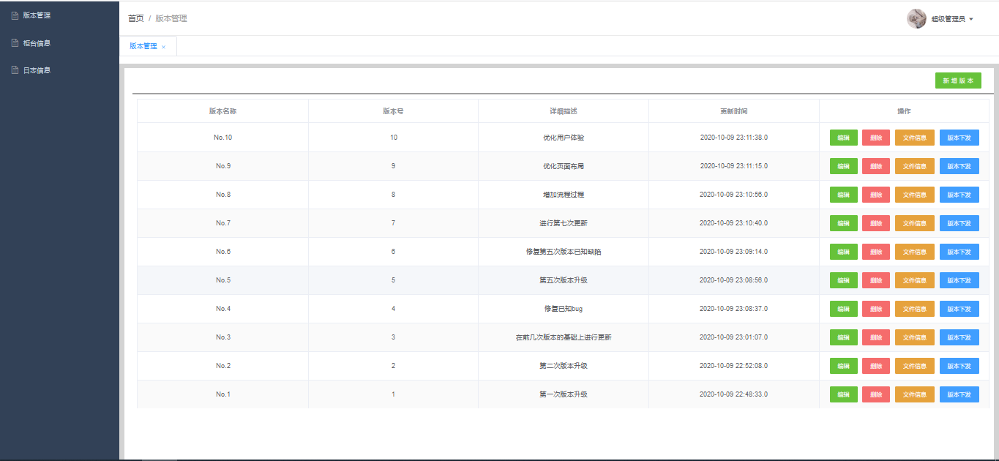 版本管理
柜台信息
日志信息
首页 / 版本管理
超级管理员
版本管理 ×
新增版本
版本名称 版本号 详细描述 更新时间 操作
No.10 10 优化用户体验 2020-10-09 23:11:38.0 编辑 删除 文件信息 版本下发
No.9 9 优化页面布局 2020-10-09 23:11:15.0 编辑 删除 文件信息 版本下发
No.8 8 增加流程过程 2020-10-09 23:10:56.0 编辑 删除 文件信息 版本下发
No.7 7 进行第七次更新 2020-10-09 23:10:40.0 编辑 删除 文件信息 版本下发
No.6 6 修复第五次版本已知缺陷 2020-10-09 23:09:14.0 编辑 删除 文件信息 版本下发
No.5 5 第五次版本升级 2020-10-09 23:08:56.0 编辑 删除 文件信息 版本下发
No.4 4 修复已知bug 2020-10-09 23:08:37.0 编辑 删除 文件信息 版本下发
No.3 3 在前几次版本的基础上进行更新 2020-10-09 23:01:07.0 编辑 删除 文件信息 版本下发
No.2 2 第二次版本升级 2020-10-09 22:52:08.0 编辑 删除 文件信息 版本下发
No.1 1 第一次版本升级 2020-10-09 22:48:33.0 编辑 删除 文件信息 版本下发